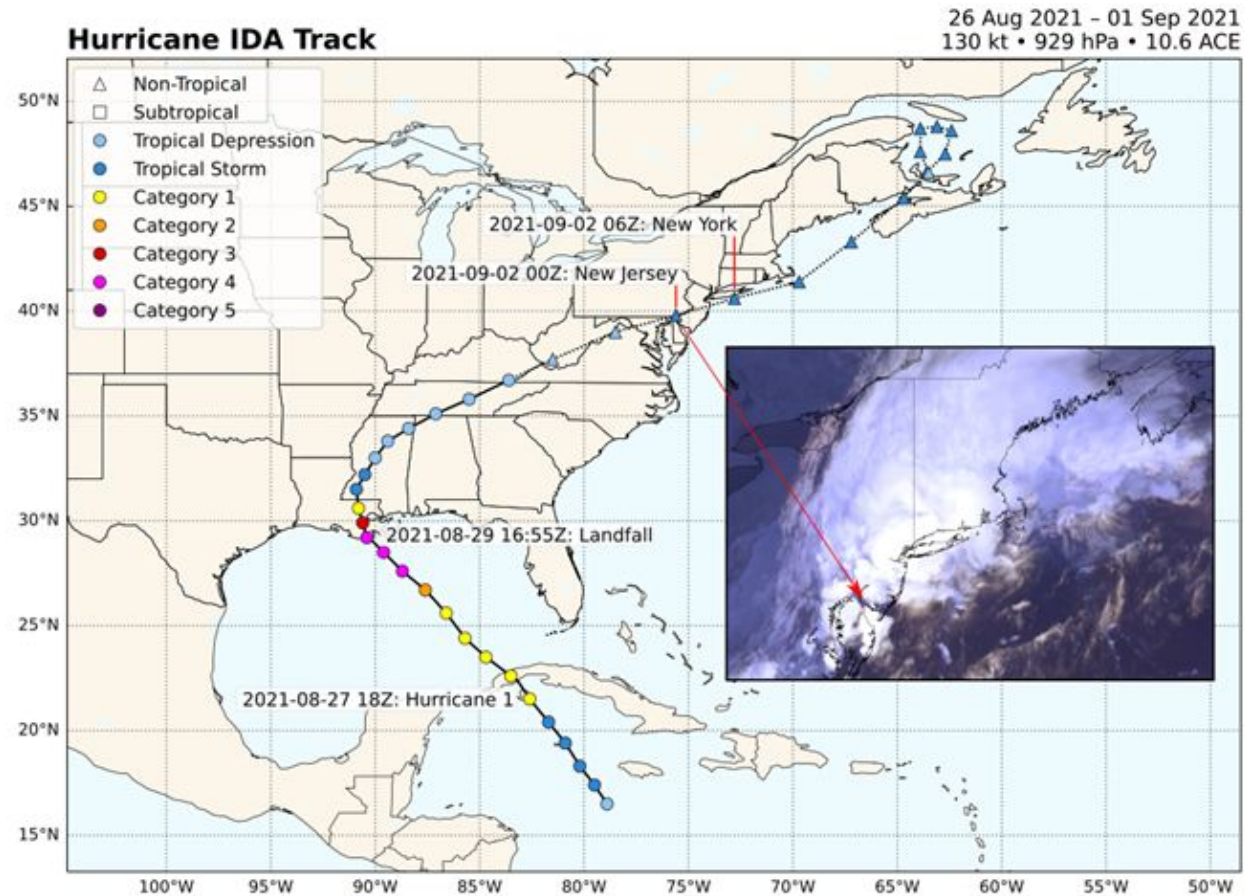 Hurricane IDA Track
26 Aug 2021 – 01 Sep 2021
130 kt • 929 hPa • 10.6 ACE
Non-Tropical
Subtropical
Tropical Depression
Tropical Storm
Category 1
Category 2
Category 3
Category 4
Category 5
2021-09-02 06Z: New York
2021-09-02 00Z: New Jersey
2021-08-29 16:55Z: Landfall
2021-08-27 18Z: Hurricane 1
50°N
45°N
40°N
35°N
30°N
25°N
20°N
15°N
100°W 95°W 90°W 85°W 80°W 75°W 70°W 65°W 60°W 55°W 50°W